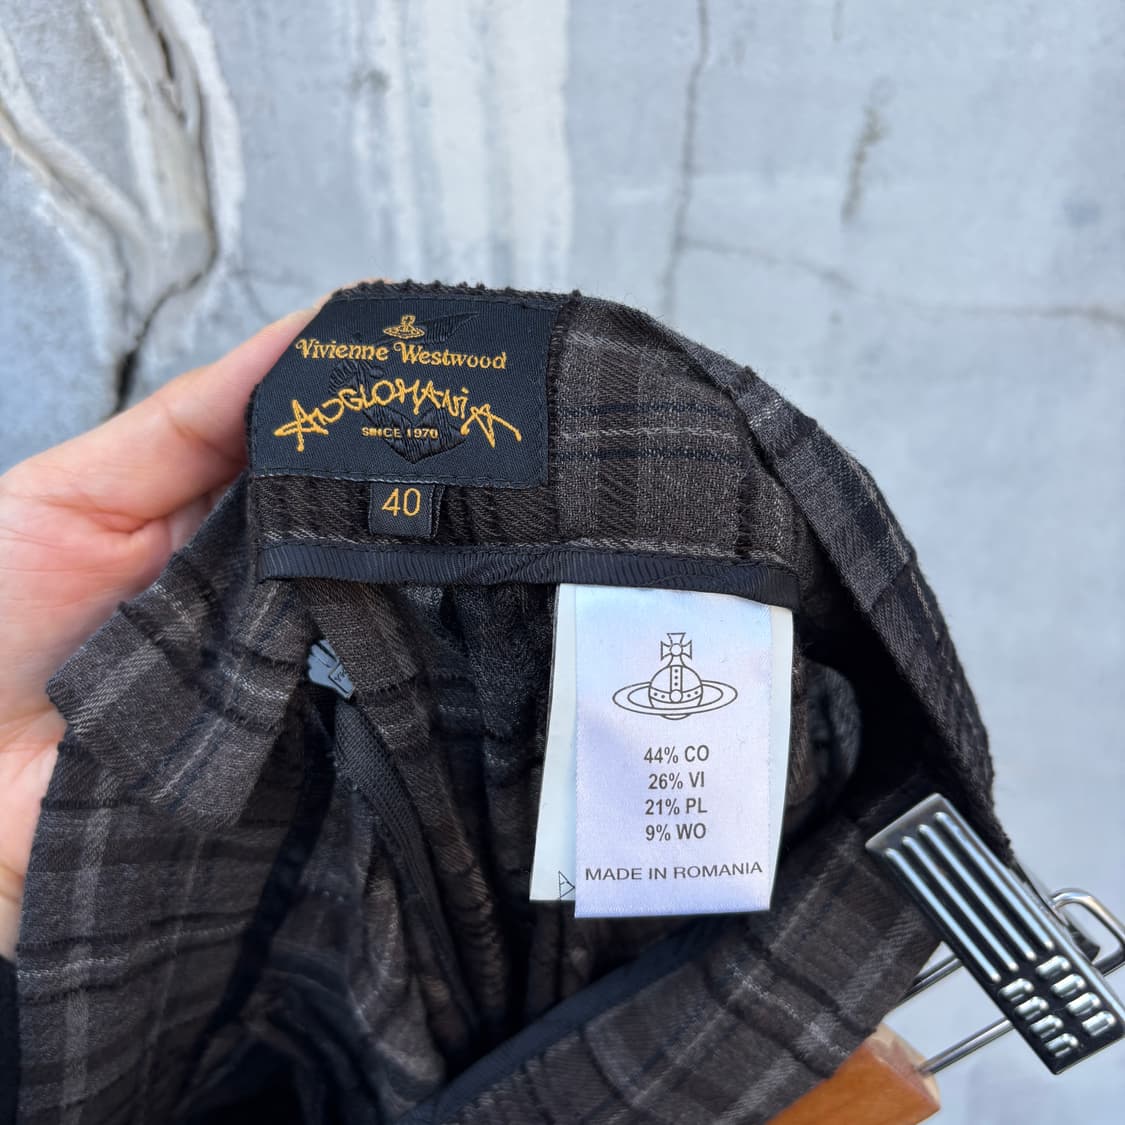 Vivienne Westwood
ANGLOMANiA
SINCE 1970
40
44% CO
26% VI
21% PL
9% WO
MADE IN ROMANIA